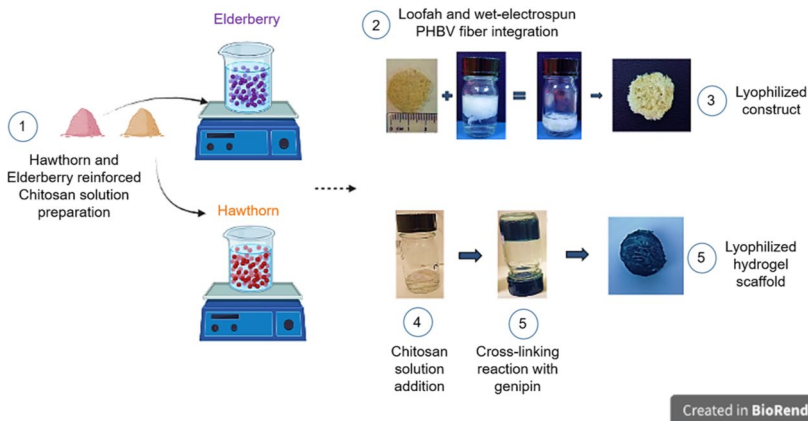 Elderberry
1
Hawthorn and
Elderberry reinforced
Chitosan solution
preparation
Hawthorn
2
Loofah and wet-electrospun
PHBV fiber integration
+
=
3
Lyophilized
construct
4
Chitosan
solution
addition
5
Cross-linking
reaction with
genipin
5
Lyophilized
hydrogel
scaffold
Created in BioRend